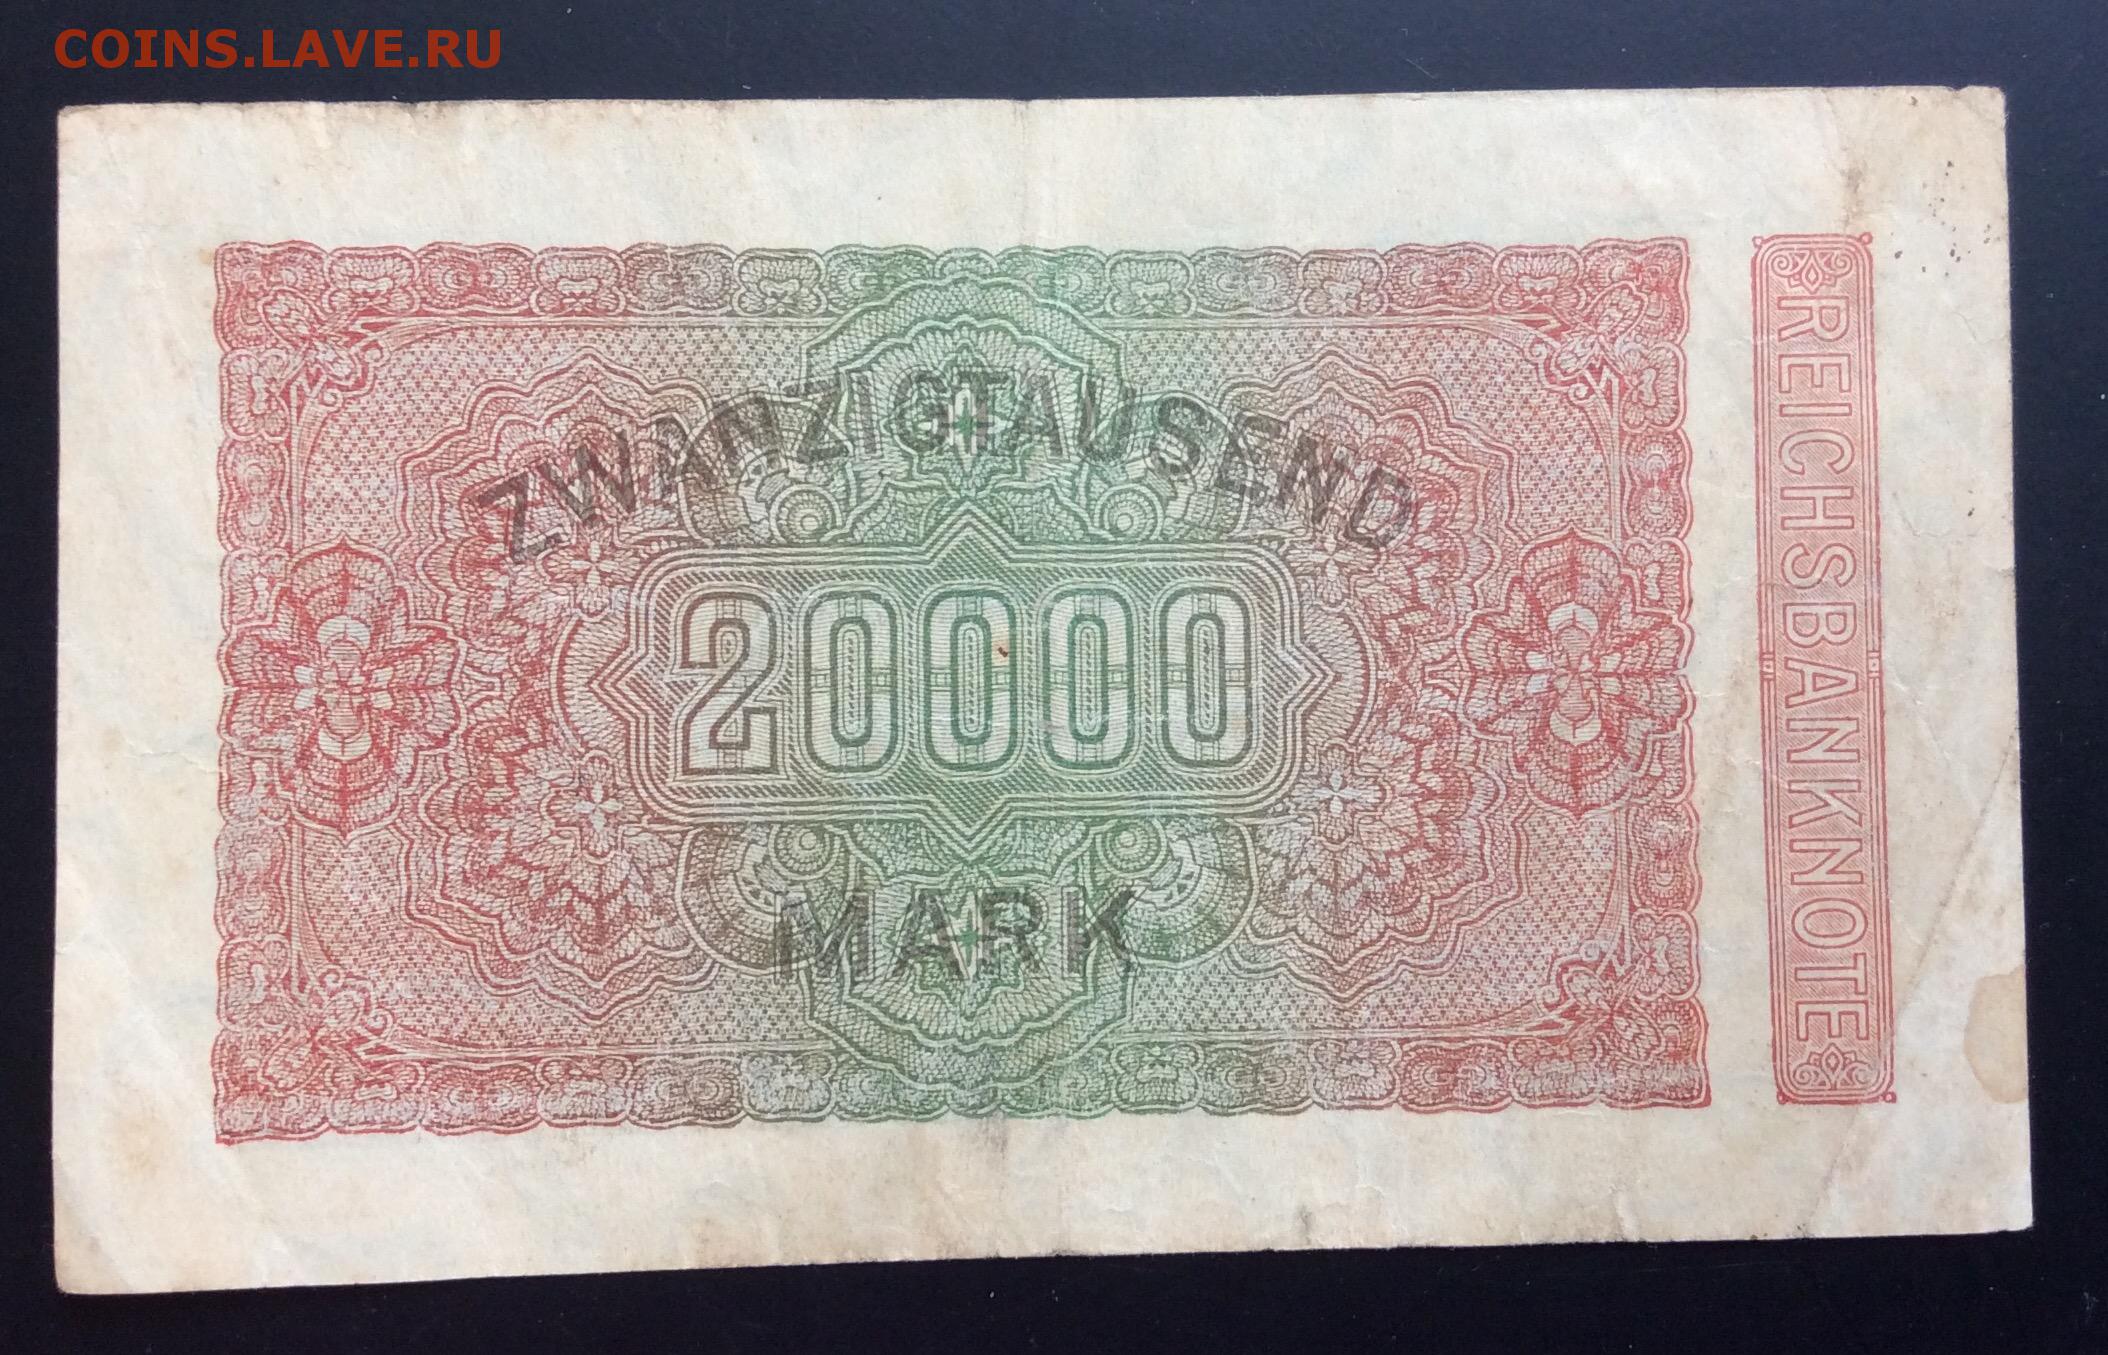 COINS.LAVE.RU
ZWANZIGTAUSEND
20000
MARK
REICHSBANKNOTE